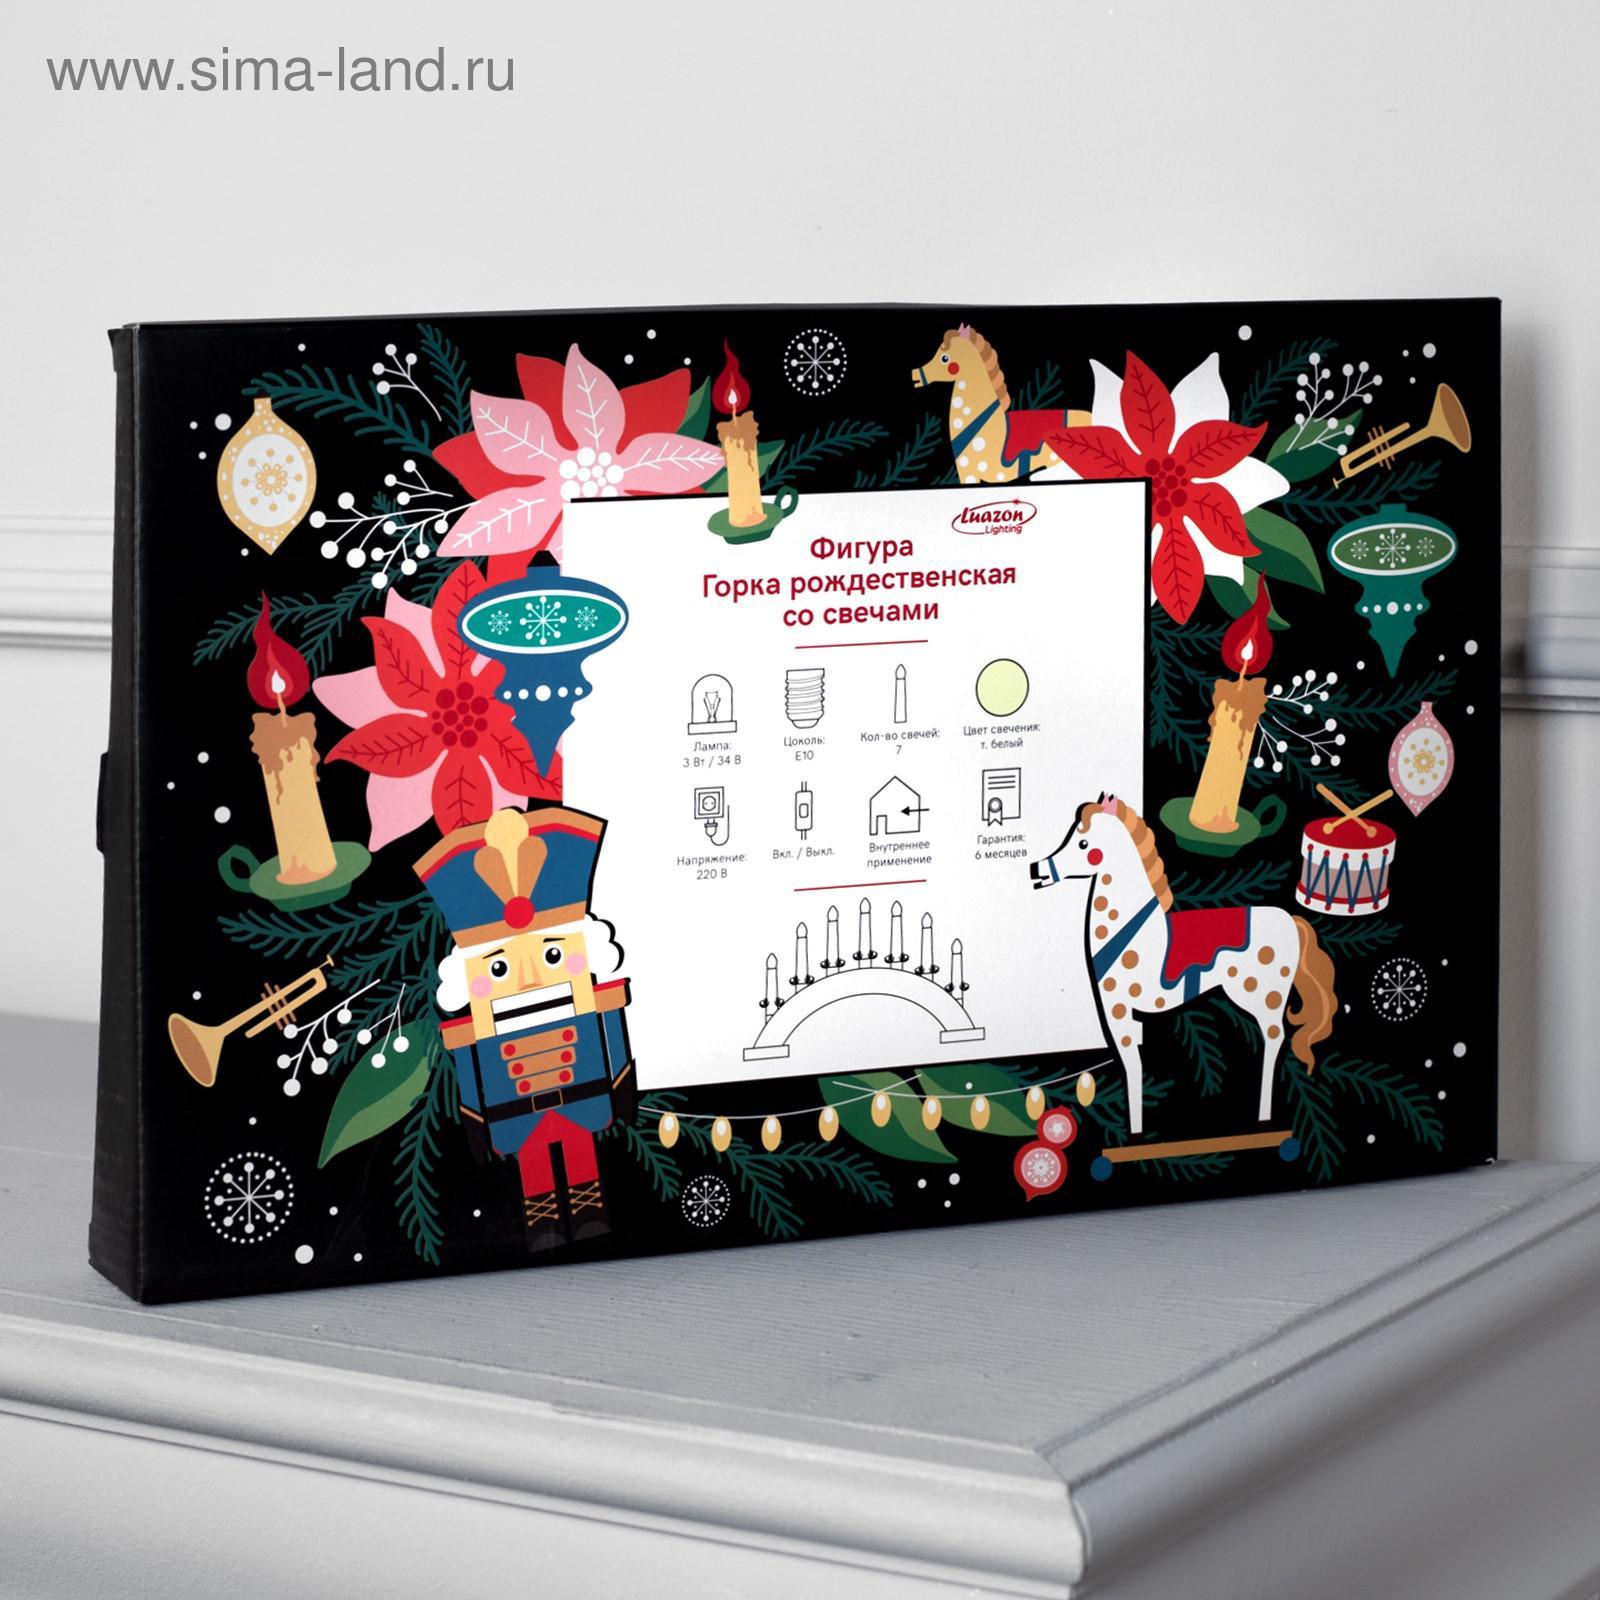 www.sima-land.ru
Luazon
Lighting
Фигура
Горка рождественская
со свечами
Лампа:
3 Вт / 34 В
Цоколь:
E10
Кол-во свечей:
7
Цвет свечения:
т. белый
Напряжение:
220 В
Вкл. / Выкл.
Внутреннее
применение
Гарантия:
6 месяцев